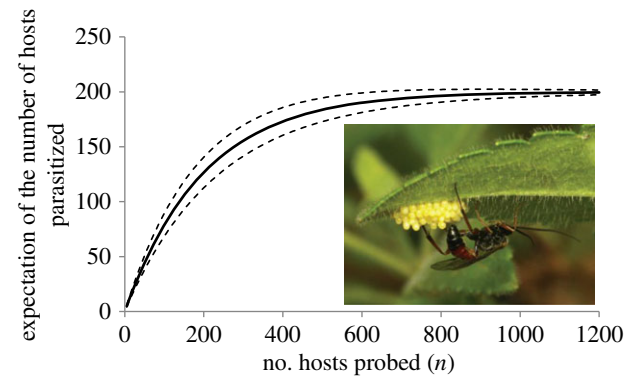 expectation of the number of hosts
parasitized
250
200
150
100
50
0
0 200 400 600 800 1000 1200
no. hosts probed (n)